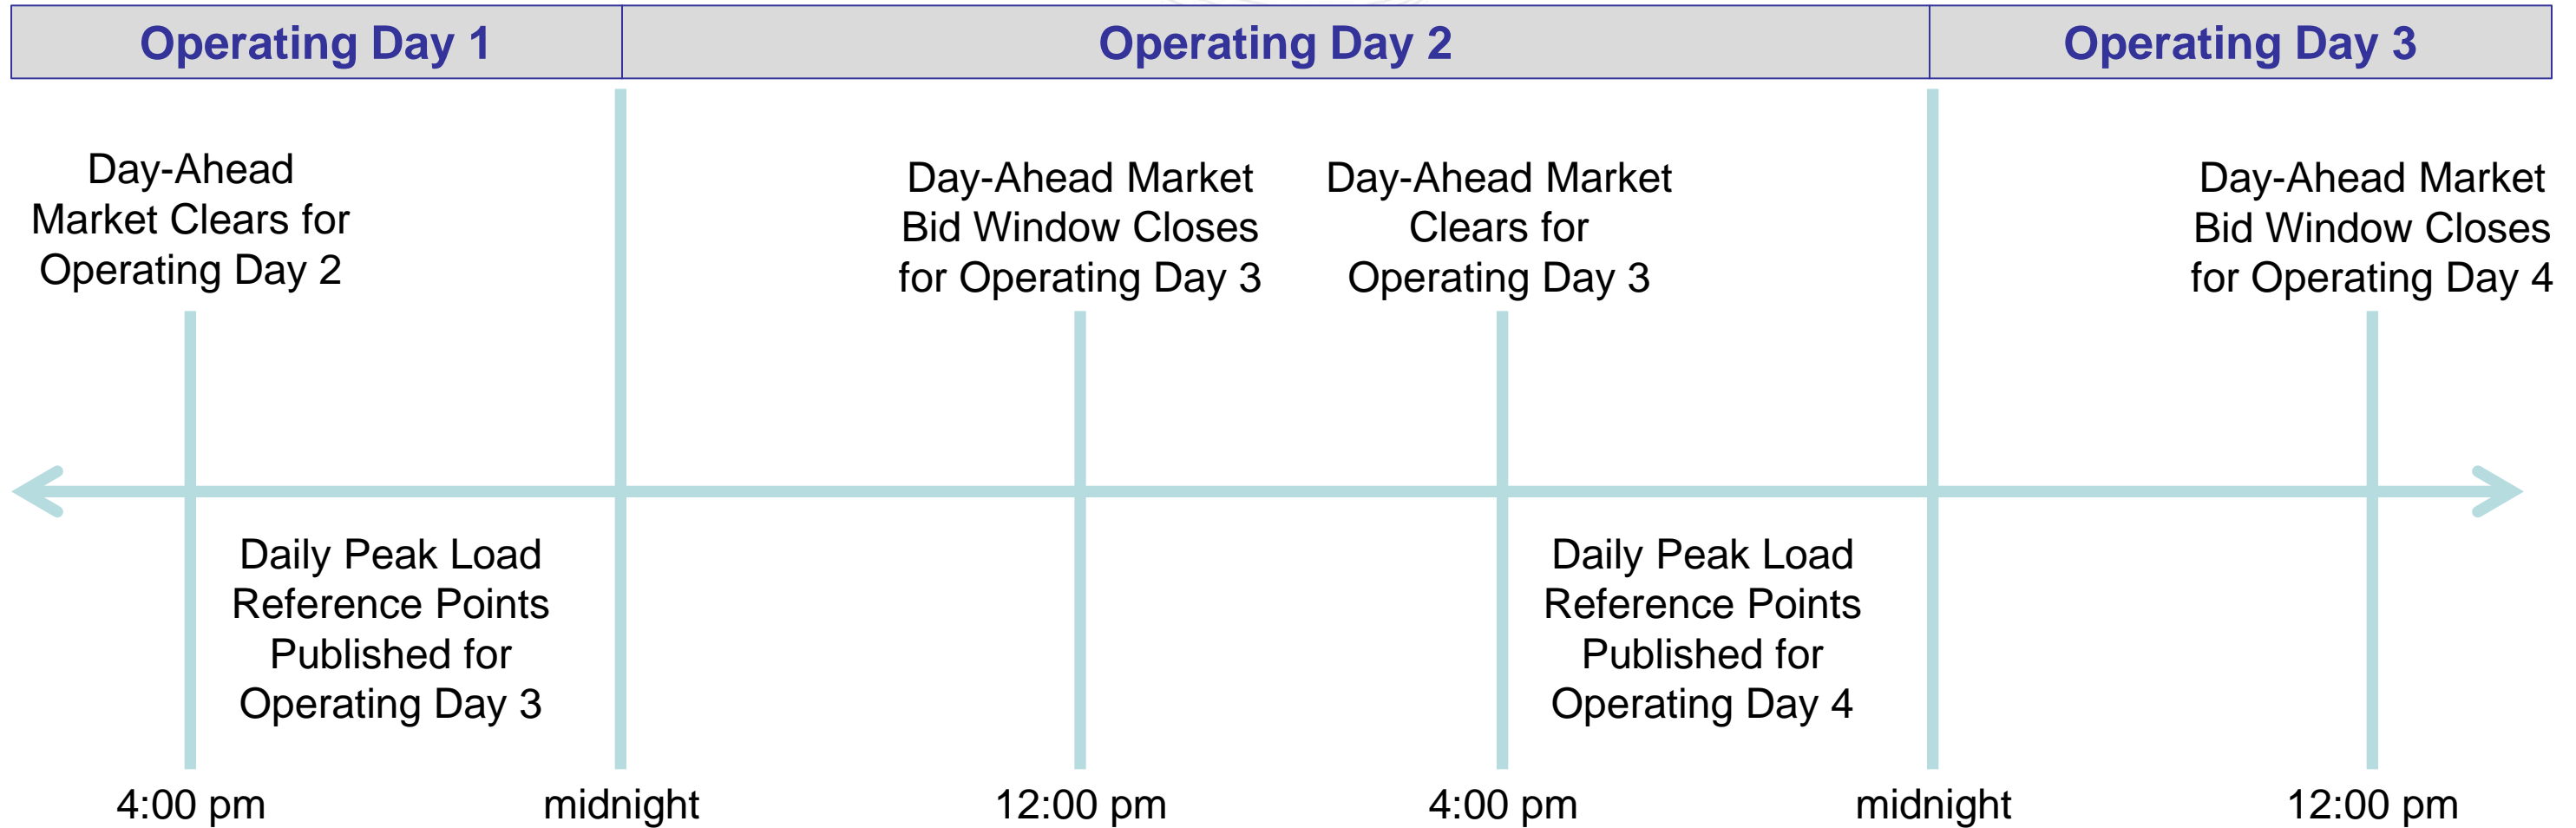 Operating Day 1
Operating Day 2
Operating Day 3
Day-Ahead
Market Clears for
Operating Day 2
Day-Ahead Market
Bid Window Closes
for Operating Day 3
Day-Ahead Market
Clears for
Operating Day 3
Day-Ahead Market
Bid Window Closes
for Operating Day 4
Daily Peak Load
Reference Points
Published for
Operating Day 3
Daily Peak Load
Reference Points
Published for
Operating Day 4
4:00 pm
midnight
12:00 pm
4:00 pm
midnight
12:00 pm